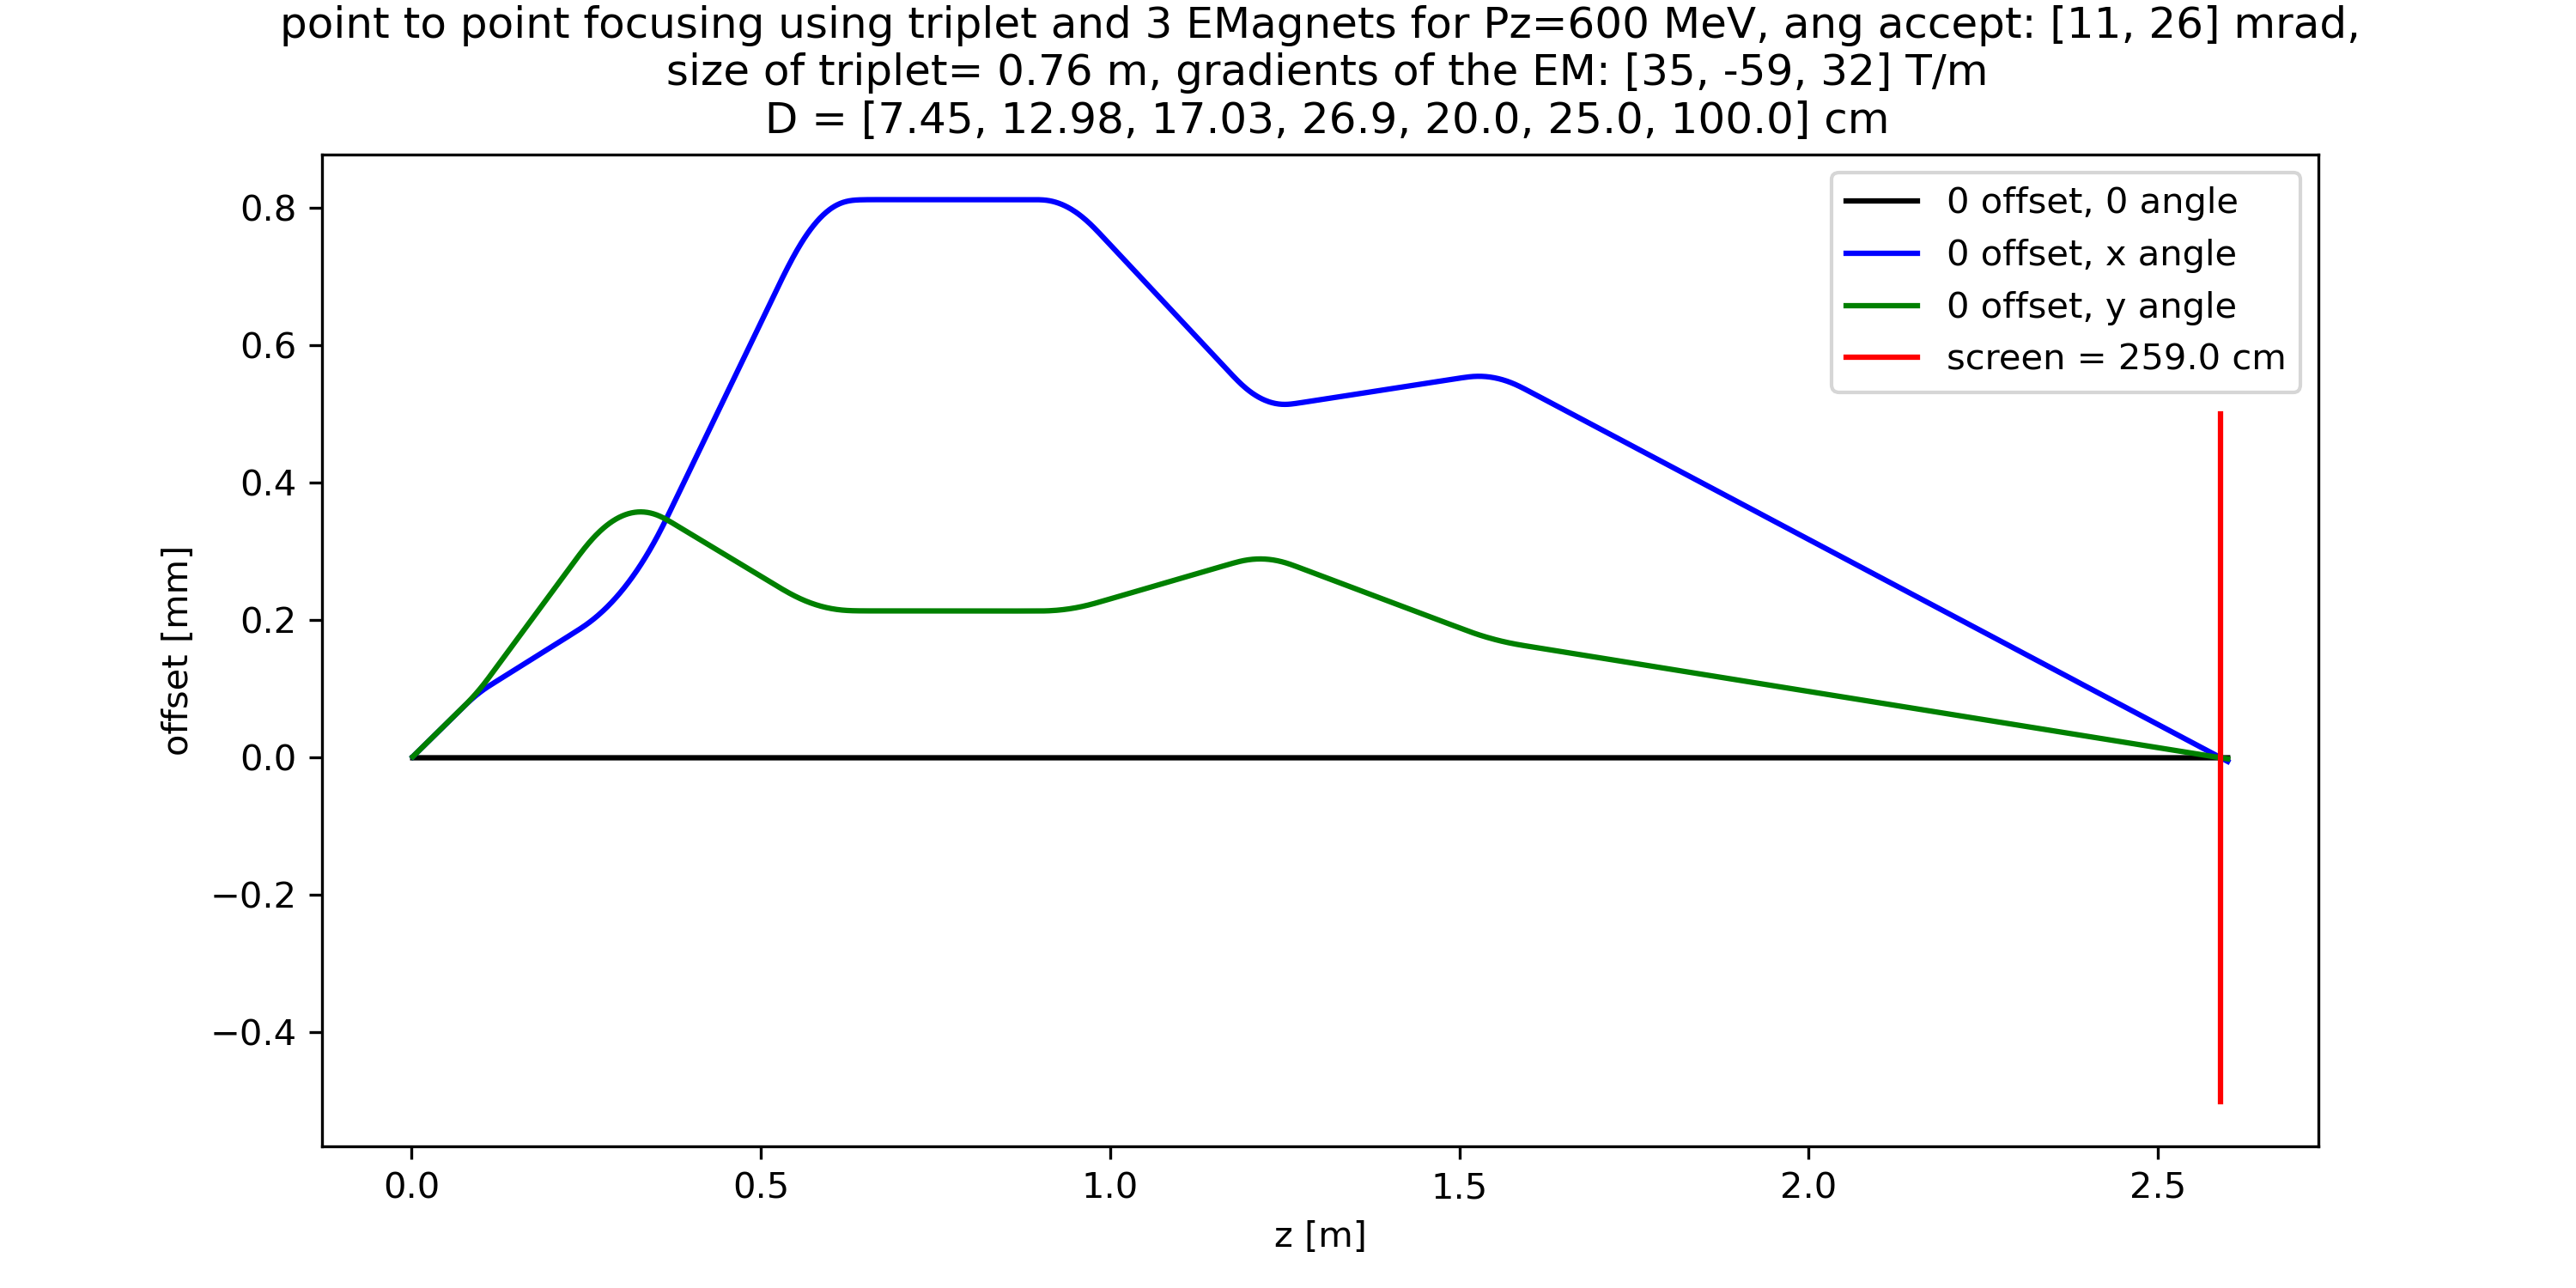 point to point focusing using triplet and 3 EMagnets for Pz=600 MeV, ang accept: [11, 26] mrad,
size of triplet= 0.76 m, gradients of the EM: [35, -59, 32] T/m
D = [7.45, 12.98, 17.03, 26.9, 20.0, 25.0, 100.0] cm
0 offset, 0 angle
0 offset, x angle
0 offset, y angle
screen = 259.0 cm
offset [mm]
0.8
0.6
0.4
0.2
0.0
−0.2
−0.4
0.0 0.5 1.0 1.5 2.0 2.5
z [m]